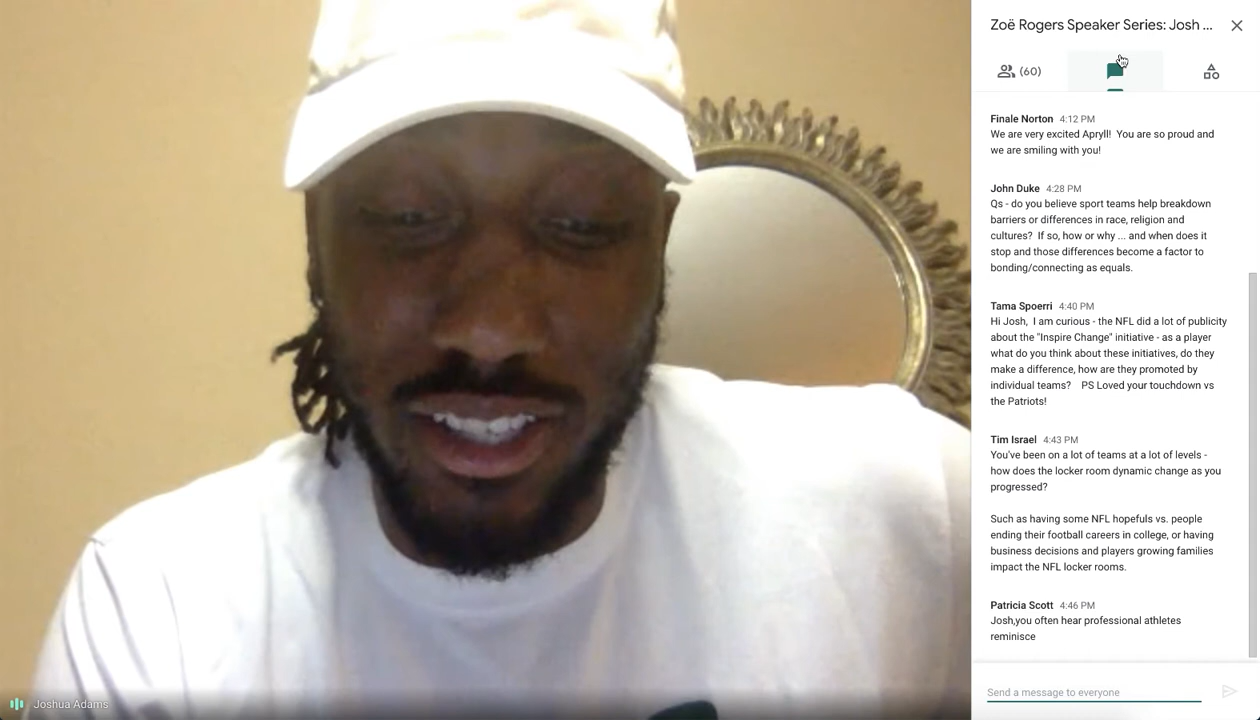 Zoë Rogers Speaker Series: Josh ...
(60)
Finale Norton 4:12 PM
We are very excited Apryll! You are so proud and
we are smiling with you!
John Duke 4:28 PM
Qs - do you believe sport teams help breakdown
barriers or differences in race, religion and
cultures? If so, how or why ... and when does it
stop and those differences become a factor to
bonding/connecting as equals.
Tama Spoerri 4:40 PM
Hi Josh, I am curious - the NFL did a lot of publicity
about the "Inspire Change" initiative - as a player
what do you think about these initiatives, do they
make a difference, how are they promoted by
individual teams? PS Loved your touchdown vs
the Patriots!
Tim Israel 4:43 PM
You've been on a lot of teams at a lot of levels -
how does the locker room dynamic change as you
progressed?
Such as having some NFL hopefuls vs. people
ending their football careers in college, or having
business decisions and players growing families
impact the NFL locker rooms.
Patricia Scott 4:46 PM
Josh,you often hear professional athletes
reminisce
Send a message to everyone
Joshua Adams